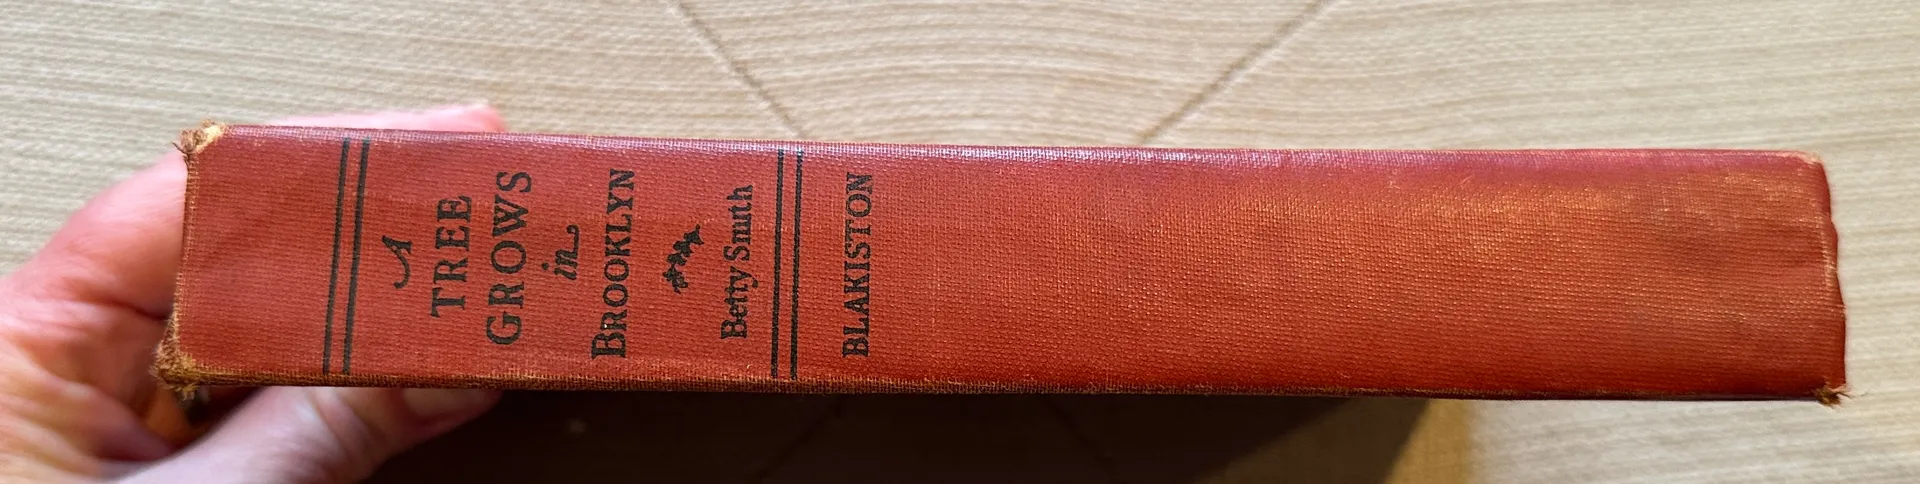 A
TREE
GROWS
in
BROOKLYN
Betty Smith
BLAKISTON